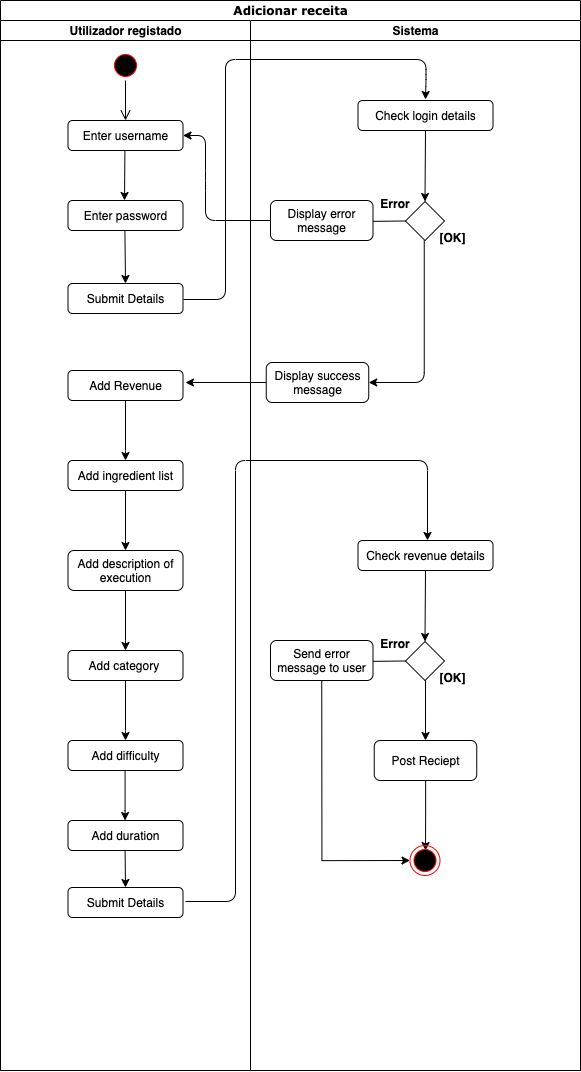 Adicionar receita
Utilizador registado
Sistema
Check login details
Enter username
Error
Enter password
Display error
message
[OK]
Submit Details
Display success
message
Add Revenue
Add ingredient list
Check revenue details
Add description of
execution
Error
Send error
message to user
Add category
[OK]
Add difficulty
Post Reciept
Add duration
Submit Details